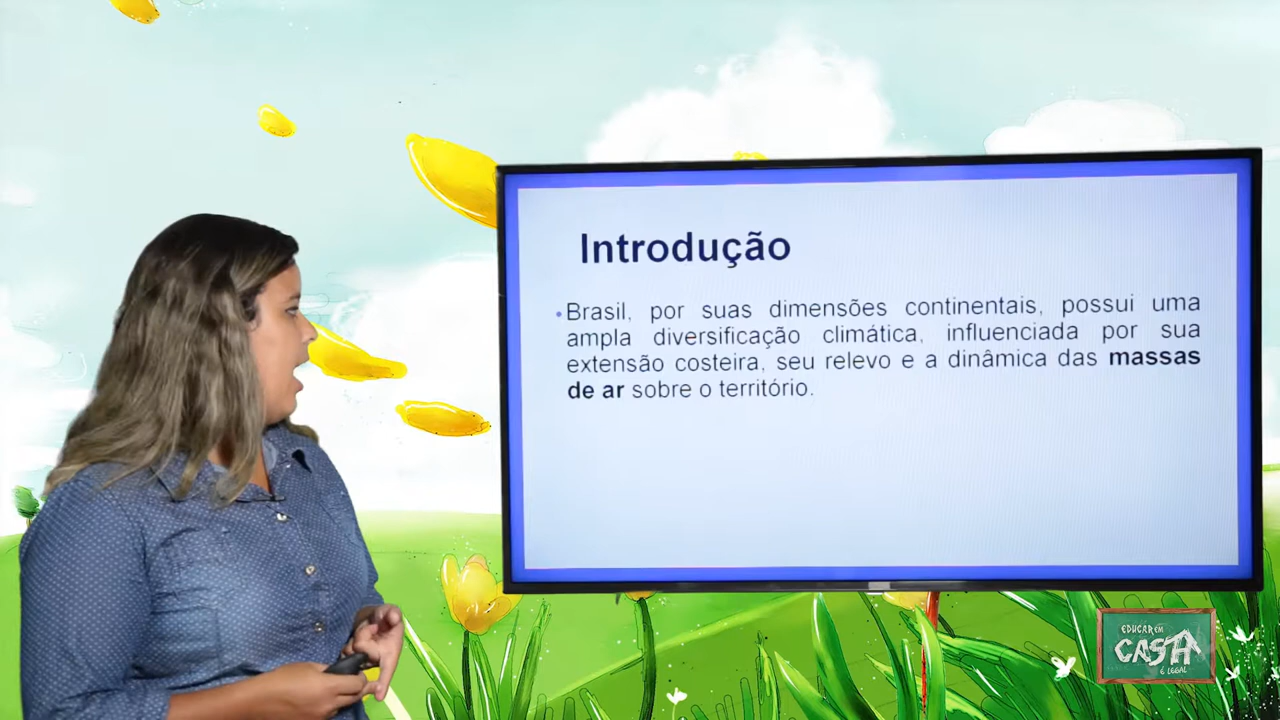 Introdução
•Brasil, por suas dimensões continentais, possui uma
ampla diversificação climática, influenciada por sua
extensão costeira, seu relevo e a dinâmica das massas
de ar sobre o território.
EDUCAR EM
CASA
É LEGAL